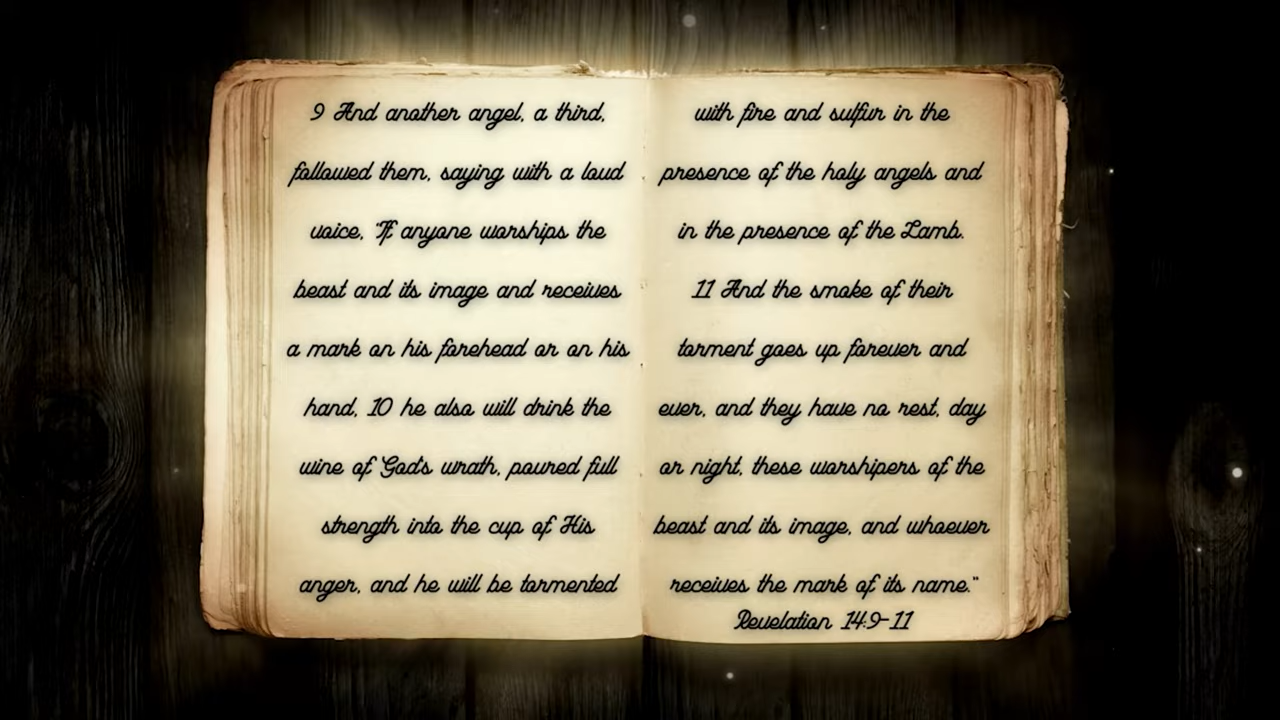 9 And another angel, a third,
followed them, saying with a loud
voice, "If anyone worships the
beast and its image and receives
a mark on his forehead or on his
hand, 10 he also will drink the
wine of God's wrath, poured full
strength into the cup of His
anger, and he will be tormented
with fire and sulfur in the
presence of the holy angels and
in the presence of the Lamb.
11 And the smoke of their
torment goes up forever and
ever, and they have no rest, day
or night, these worshipers of the
beast and its image, and whoever
receives the mark of its name."
Revelation 14:9-11